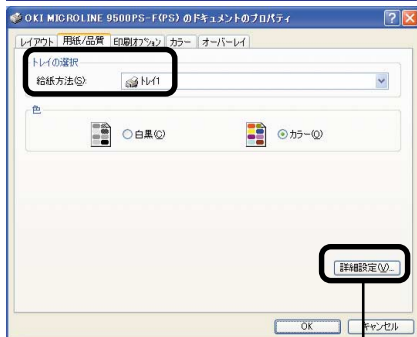 OKI MICROLINE 9500PS-F(PS) のドキュメントのプロパティ
レイアウト 用紙/品質 印刷オプション カラー オーバーレイ
トレイの選択
給紙方法(S) トレイ1
色
白黒(C) カラー(O)
詳細設定(V)...
OK キャンセル